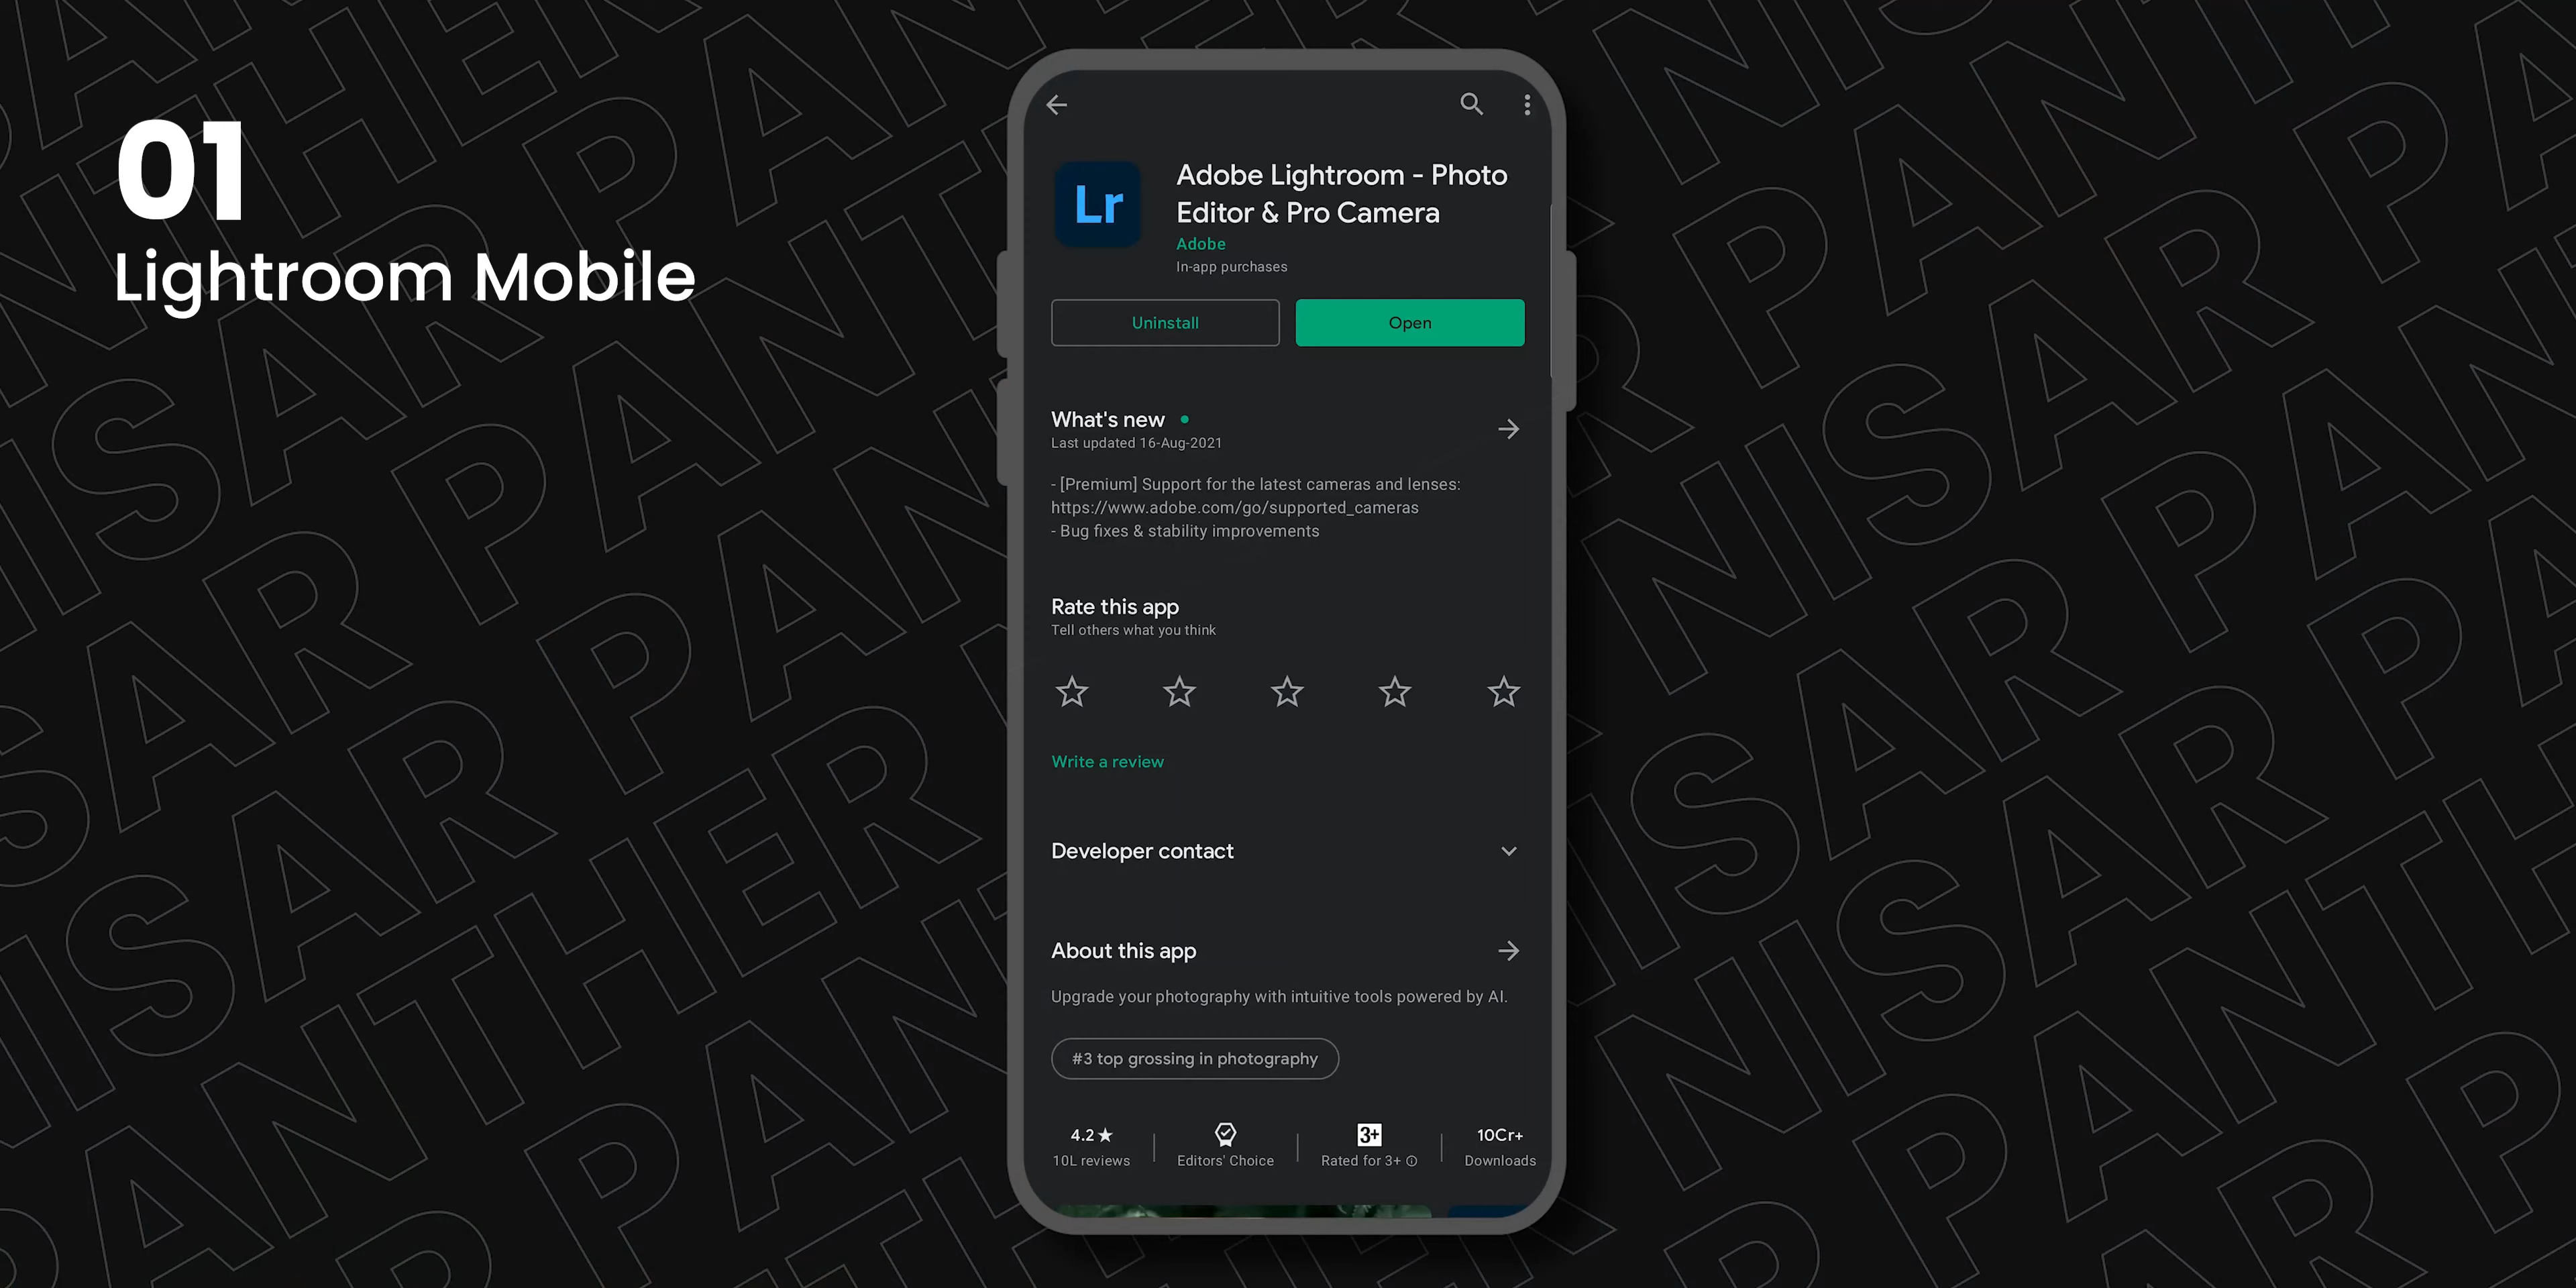 01
Lightroom Mobile
Lr
Adobe Lightroom - Photo
Editor & Pro Camera
Adobe
In-app purchases
Uninstall
Open
What's new
Last updated 16-Aug-2021
- [Premium] Support for the latest cameras and lenses:
https://www.adobe.com/go/supported_cameras
- Bug fixes & stability improvements
Rate this app
Tell others what you think
Write a review
Developer contact
About this app
Upgrade your photography with intuitive tools powered by AI.
#3 top grossing in photography
4.2★
10L reviews
Editors' Choice
3+
Rated for 3+
10Cr+
Downloads
NISAR PANTHER